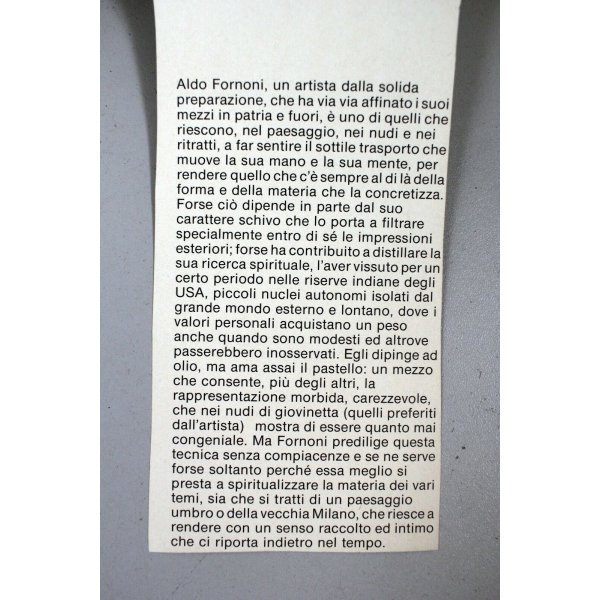 Aldo Fornoni, un artista dalla solida
preparazione, che ha via via affinato i suoi
mezzi in patria e fuori, è uno di quelli che
riescono, nel paesaggio, nei nudi e nei
ritratti, a far sentire il sottile trasporto che
muove la sua mano e la sua mente, per
rendere quello che c'è sempre al di là della
forma e della materia che la concretizza.
Forse ciò dipende in parte dal suo
carattere schivo che lo porta a filtrare
specialmente entro di sé le impressioni
esteriori; forse ha contribuito a distillare la
sua ricerca spirituale, l'aver vissuto per un
certo periodo nelle riserve indiane degli
USA, piccoli nuclei autonomi isolati dal
grande mondo esterno e lontano, dove i
valori personali acquistano un peso
anche quando sono modesti ed altrove
passerebbero inosservati. Egli dipinge ad
olio, ma ama assai il pastello: un mezzo
che consente, più degli altri, la
rappresentazione morbida, carezzevole,
che nei nudi di giovinetta (quelli preferiti
dall'artista) mostra di essere quanto mai
congeniale. Ma Fornoni predilige questa
tecnica senza compiacenze e se ne serve
forse soltanto perché essa meglio si
presta a spiritualizzare la materia dei vari
temi, sia che si tratti di un paesaggio
umbro o della vecchia Milano, che riesce a
rendere con un senso raccolto ed intimo
che ci riporta indietro nel tempo.